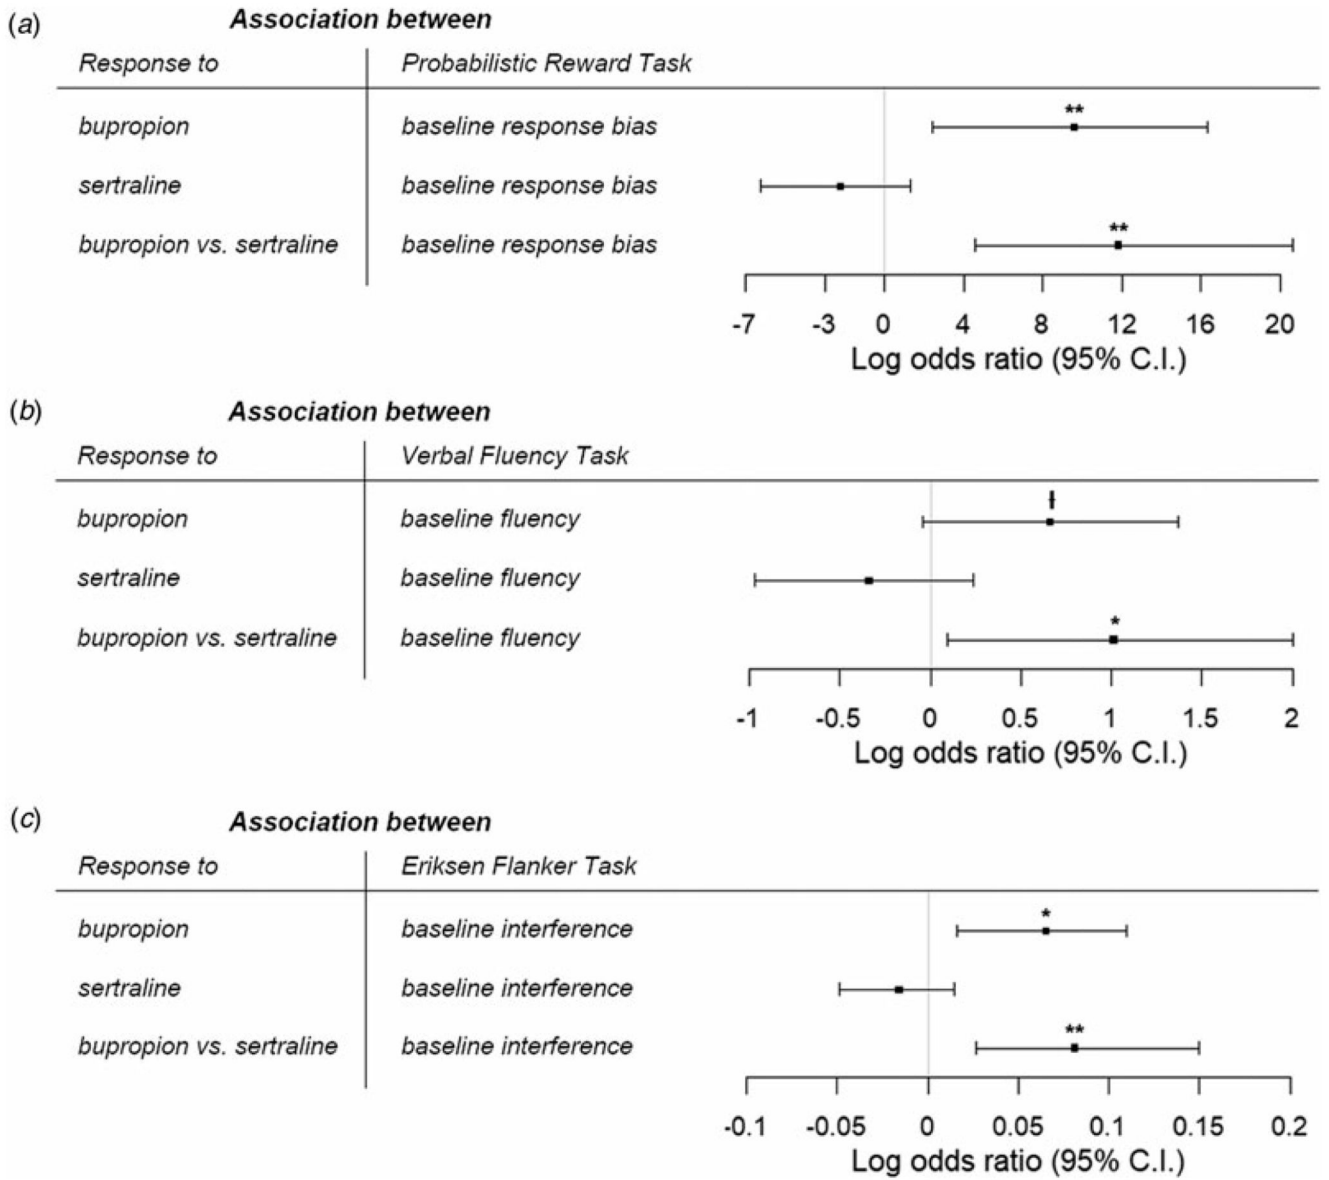 (a) Association between
Response to Probabilistic Reward Task
bupropion baseline response bias **
sertraline baseline response bias
bupropion vs. sertraline baseline response bias **
-7 -3 0 4 8 12 16 20
Log odds ratio (95% C.I.)
(b) Association between
Response to Verbal Fluency Task
bupropion baseline fluency ƚ
sertraline baseline fluency
bupropion vs. sertraline baseline fluency *
-1 -0.5 0 0.5 1 1.5 2
Log odds ratio (95% C.I.)
(c) Association between
Response to Eriksen Flanker Task
bupropion baseline interference *
sertraline baseline interference
bupropion vs. sertraline baseline interference **
-0.1 -0.05 0 0.05 0.1 0.15 0.2
Log odds ratio (95% C.I.)